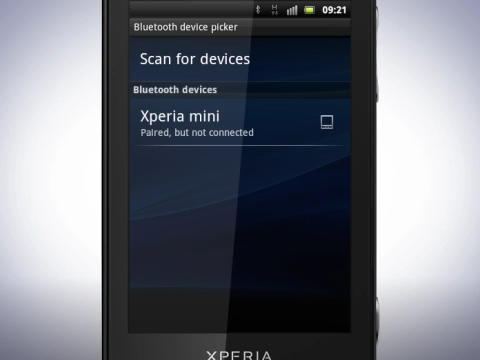 09:21
Bluetooth device picker
Scan for devices
Bluetooth devices
Xperia mini
Paired, but not connected
XPERIA